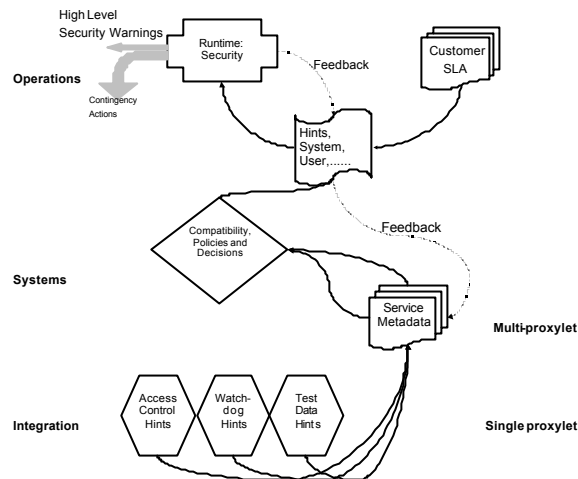 High Level
Security Warnings
Runtime:
Security
Customer
SLA
Feedback
Operations
Contingency
Actions
Hints,
System,
User,......
Compatibility,
Policies and
Decisions
Feedback
Systems
Service
Metadata
Multi-proxylet
Access
Control
Hints
Watch-
dog
Hints
Test
Data
Hints
Integration
Single proxylet